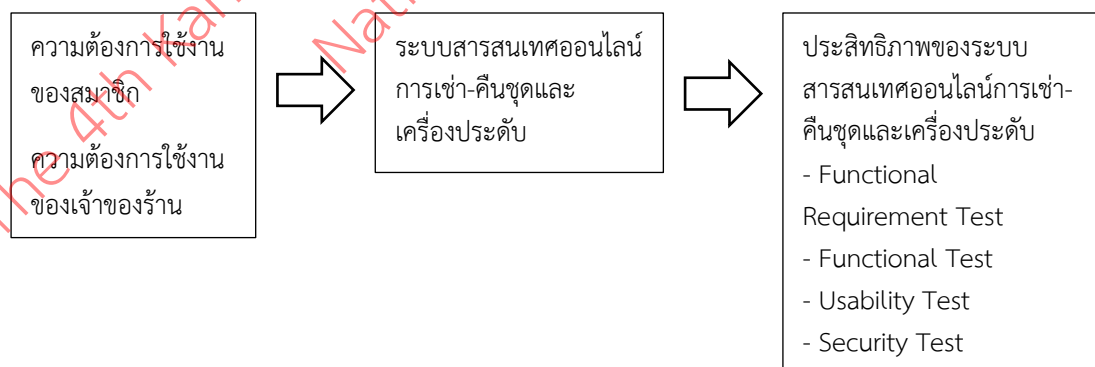 ความต้องการใช้งาน
ของสมาชิก
ความต้องการใช้งาน
ของเจ้าของร้าน
ระบบสารสนเทศออนไลน์
การเช่า-คืนชุดและ
เครื่องประดับ
ประสิทธิภาพของระบบ
สารสนเทศออนไลน์การเช่า-
คืนชุดและเครื่องประดับ
- Functional
Requirement Test
- Functional Test
- Usability Test
- Security Test
The 4th Kan
Nat